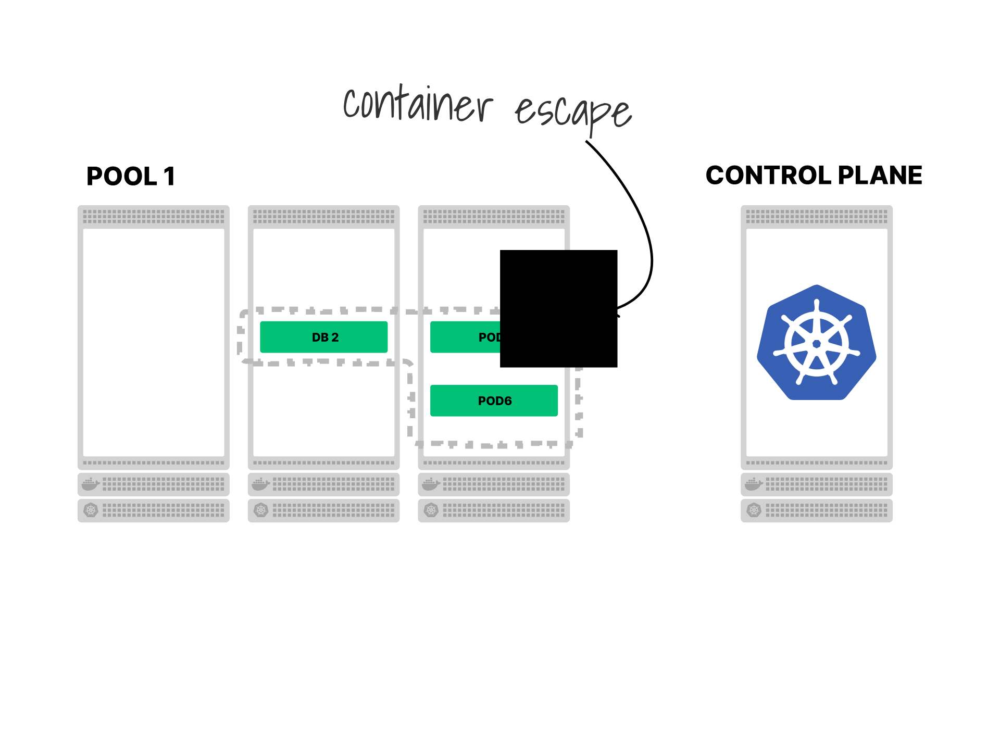 container escape
POOL 1
CONTROL PLANE
DB 2
POD6